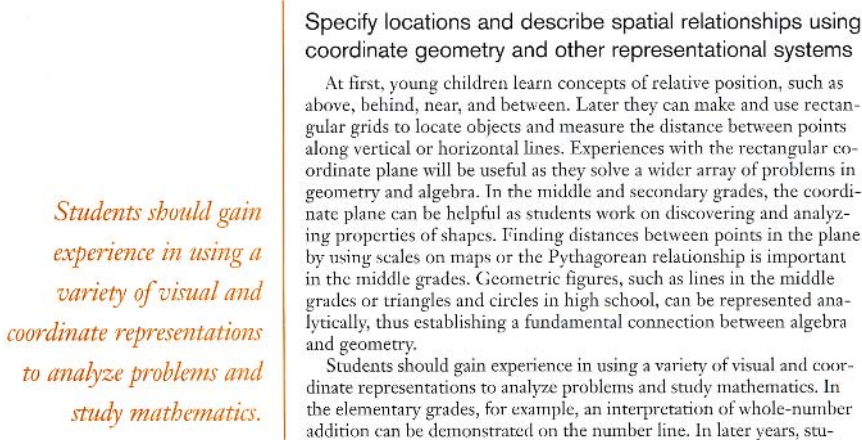 Specify locations and describe spatial relationships using
coordinate geometry and other representational systems
At first, young children learn concepts of relative position, such as
above, behind, near, and between. Later they can make and use rectan-
gular grids to locate objects and measure the distance between points
along vertical or horizontal lines. Experiences with the rectangular co-
ordinate plane will be useful as they solve a wider array of problems in
geometry and algebra. In the middle and secondary grades, the coordi-
nate plane can be helpful as students work on discovering and analyz-
ing properties of shapes. Finding distances between points in the plane
by using scales on maps or the Pythagorean relationship is important
in the middle grades. Geometric figures, such as lines in the middle
grades or triangles and circles in high school, can be represented ana-
lytically, thus establishing a fundamental connection between algebra
and geometry.
Students should gain experience in using a variety of visual and coor-
dinate representations to analyze problems and study mathematics. In
the elementary grades, for example, an interpretation of whole-number
addition can be demonstrated on the number line. In later years, stu-
Students should gain
experience in using a
variety of visual and
coordinate representations
to analyze problems and
study mathematics.